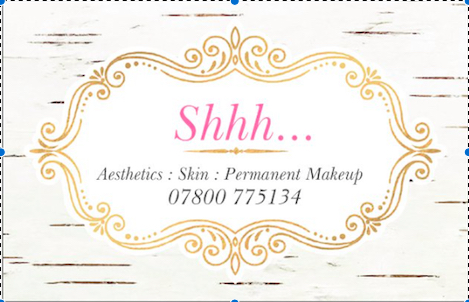 Shhh...
Aesthetics : Skin : Permanent Makeup
07800 775134